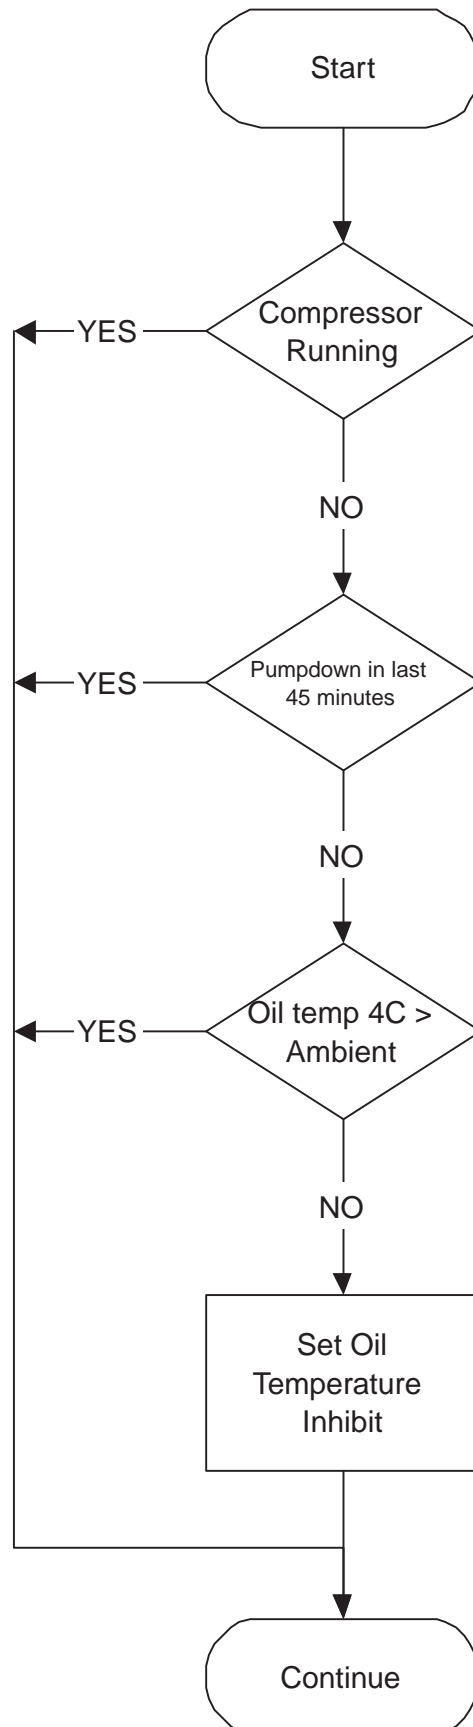 Start
Compressor
Running
YES
NO
Pumpdown in last
45 minutes
YES
NO
Oil temp 4C >
Ambient
YES
NO
Set Oil
Temperature
Inhibit
Continue